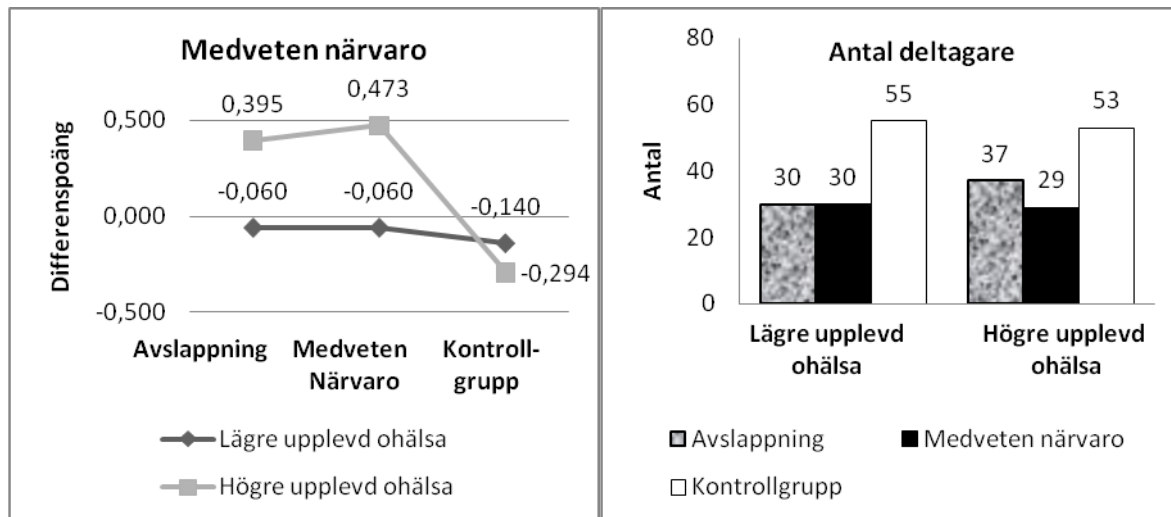 Medveten närvaro
Differenspoäng
0,500
0,000
-0,500
0,395
0,473
-0,060
-0,060
-0,140
-0,294
Avslappning
Medveten
Närvaro
Kontroll-
grupp
Lägre upplevd ohälsa
Högre upplevd ohälsa
Antal deltagare
Antal
80
60
40
20
0
30
30
55
37
29
53
Lägre upplevd
ohälsa
Högre upplevd
ohälsa
Avslappning
Medveten närvaro
Kontrollgrupp